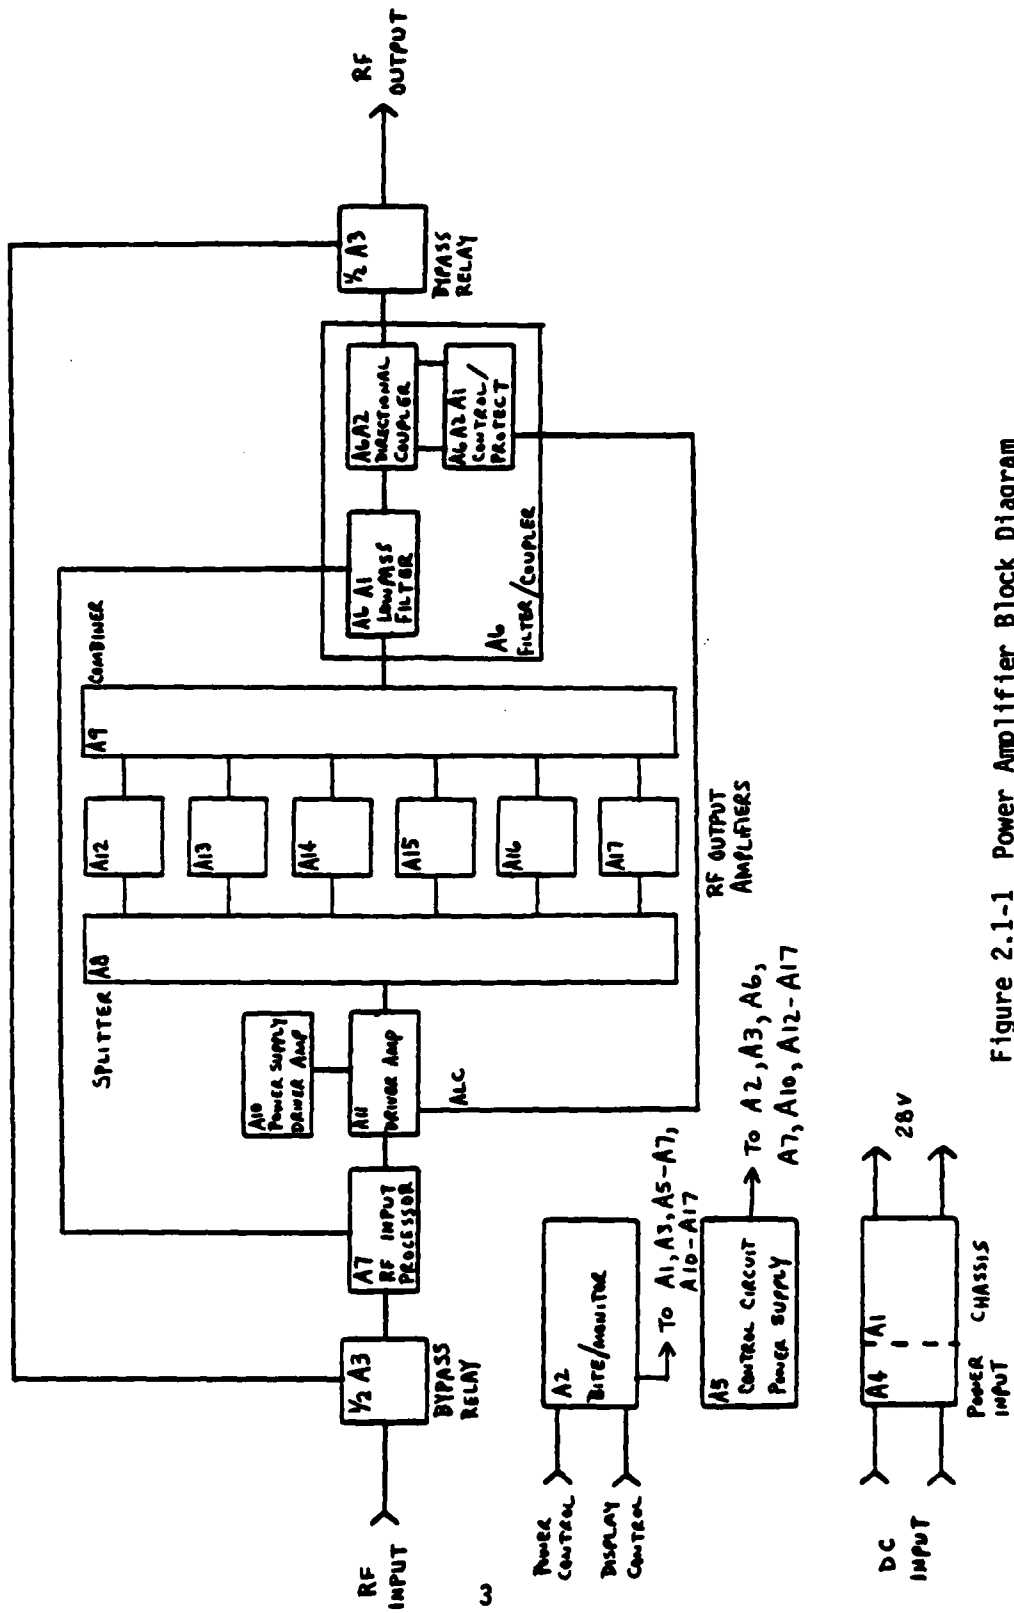 RF
INPUT
1/2 A3
BYPASS
RELAY
A7
RF INPUT
PROCESSOR
A10
POWER SUPPLY
DRIVER AMP
A11
DRIVER AMP
ALC
SPLITTER
A8
A12
A13
A14
A15
A16
A17
RF OUTPUT
AMPLIFIERS
COMBINER
A9
A6 A1
LOWPASS
FILTER
A6A2
DIRECTIONAL
COUPLER
A6A2A1
CONTROL/
PROTECT
A6
FILTER/COUPLER
1/2 A3
BYPASS
RELAY
RF
OUTPUT
POWER
CONTROL
DISPLAY
CONTROL
A2
BITE/MONITOR
TO A1, A3, A5-A7,
A10-A17
A5
CONTROL CIRCUIT
POWER SUPPLY
TO A2, A3, A6,
A7, A10, A12-A17
DC
INPUT
A4
A1
POWER
INPUT
CHASSIS
28V
Figure 2.1-1 Power Amplifier Block Diagram
3